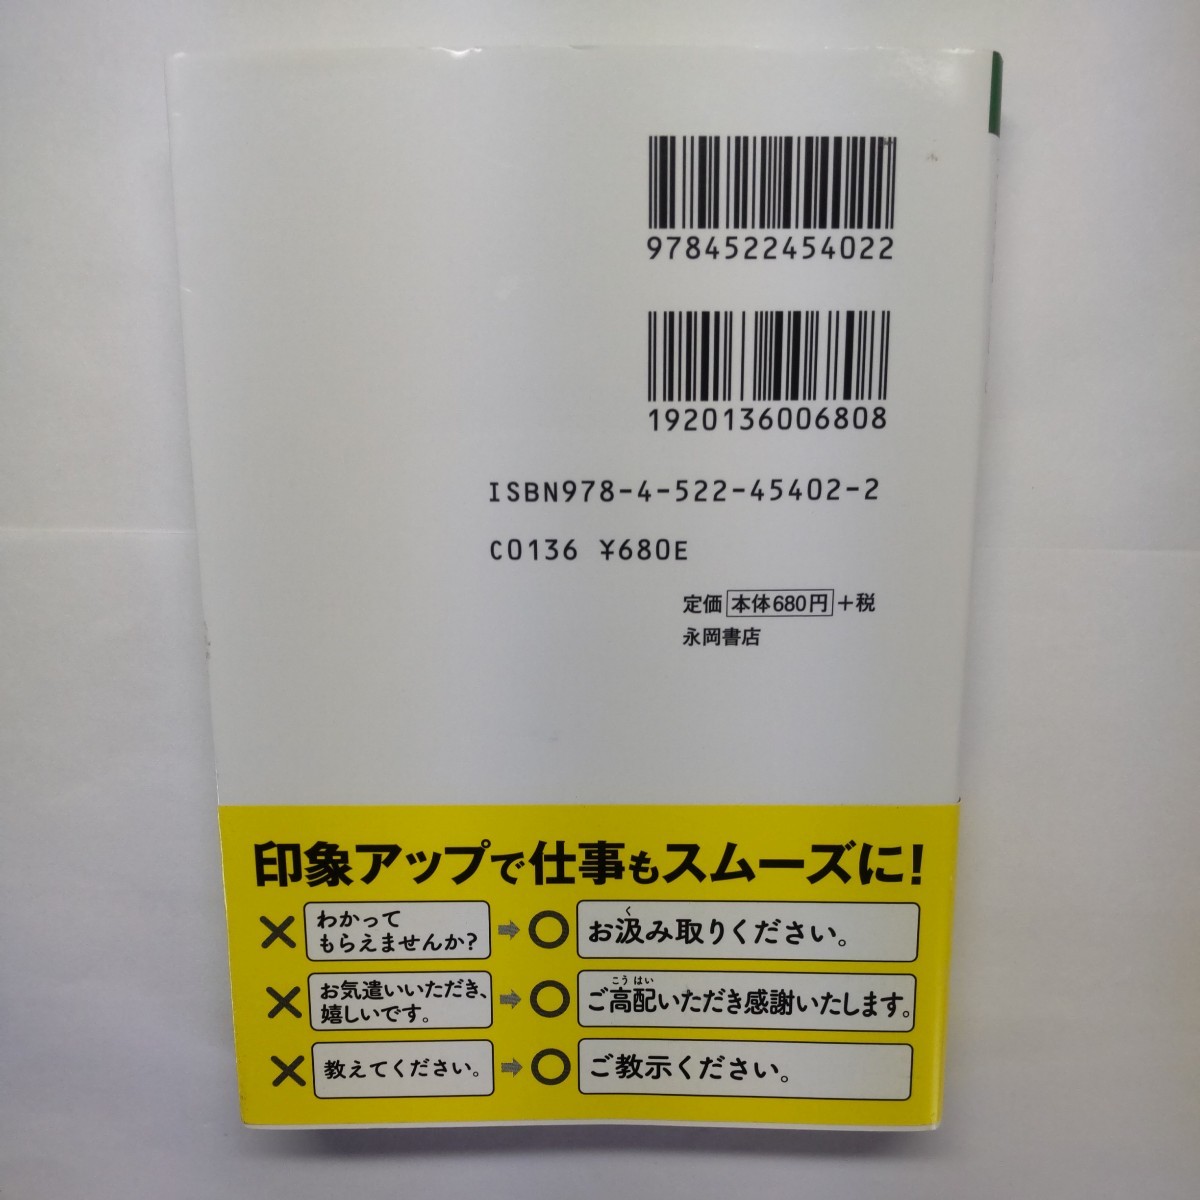 9784522454022
1920136006808
ISBN978-4-522-45402-2
C0136 ¥680E
定価 本体680円 +税
永岡書店
印象アップで仕事もスムーズに!
× わかって
もらえませんか? ➡ ○ お汲み取りください。
く
× お気遣いいただき、
嬉しいです。 ➡ ○ ご高配いただき感謝いたします。
こうはい
× 教えてください。 ➡ ○ ご教示ください。